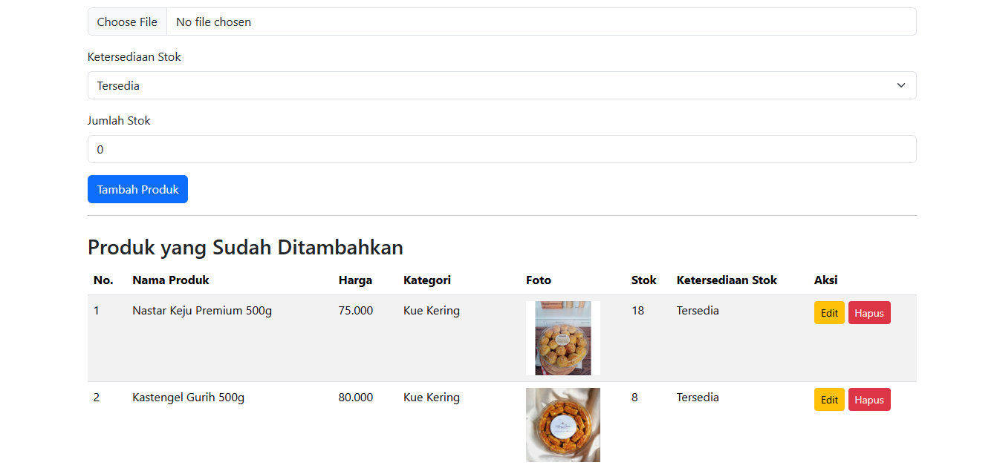 Choose File No file chosen
Ketersediaan Stok
Tersedia
Jumlah Stok
0
Tambah Produk
Produk yang Sudah Ditambahkan
No. Nama Produk Harga Kategori Foto Stok Ketersediaan Stok Aksi
1 Nastar Keju Premium 500g 75.000 Kue Kering 18 Tersedia Edit Hapus
2 Kastengel Gurih 500g 80.000 Kue Kering 8 Tersedia Edit Hapus